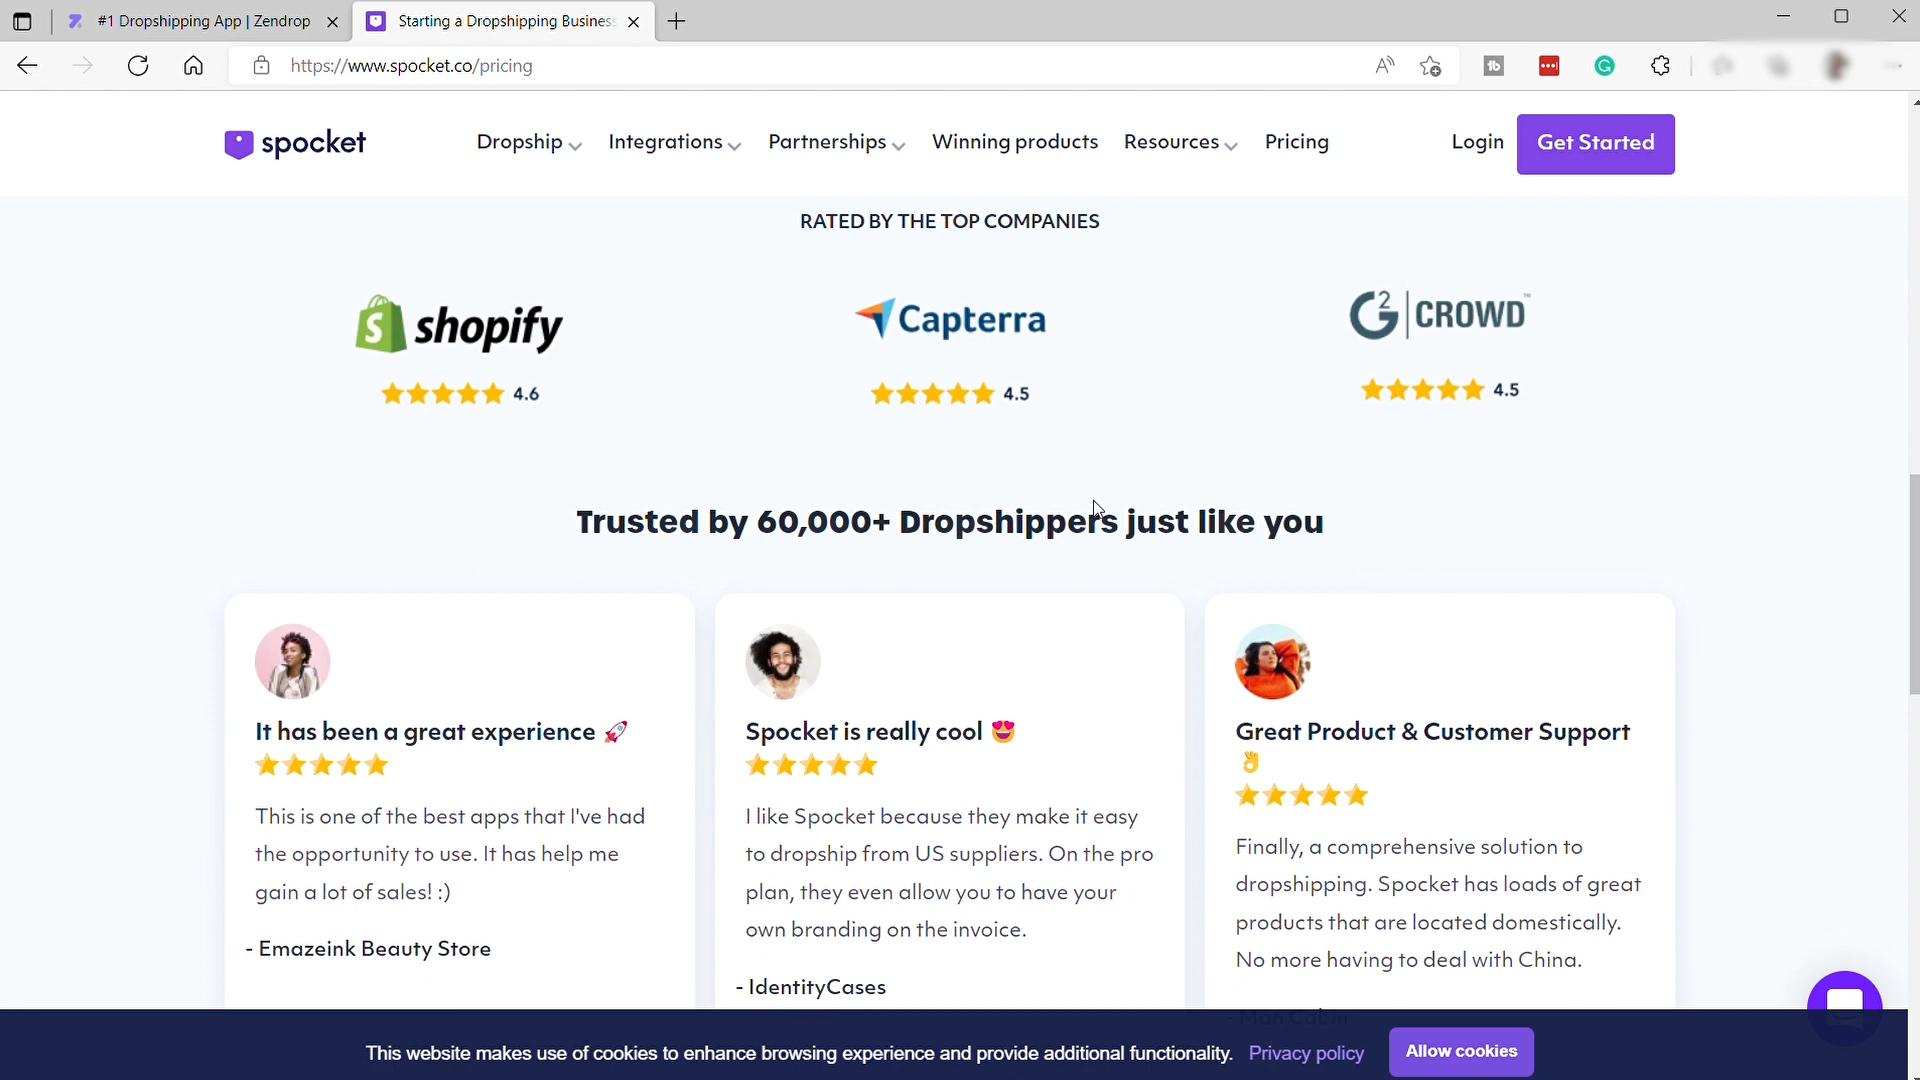 #1 Dropshipping App | Zendrop
Starting a Dropshipping Business
https://www.spocket.co/pricing
spocket
Dropship
Integrations
Partnerships
Winning products
Resources
Pricing
Login
Get Started
RATED BY THE TOP COMPANIES
shopify
Capterra
G2 | CROWD™
4.6
4.5
4.5
Trusted by 60,000+ Dropshippers just like you
It has been a great experience 🚀
This is one of the best apps that I've had
the opportunity to use. It has help me
gain a lot of sales! :)
- Emazeink Beauty Store
Spocket is really cool 😍
I like Spocket because they make it easy
to dropship from US suppliers. On the pro
plan, they even allow you to have your
own branding on the invoice.
- IdentityCases
Great Product & Customer Support
👌
Finally, a comprehensive solution to
dropshipping. Spocket has loads of great
products that are located domestically.
No more having to deal with China.
- Man Cabin
This website makes use of cookies to enhance browsing experience and provide additional functionality. Privacy policy
Allow cookies